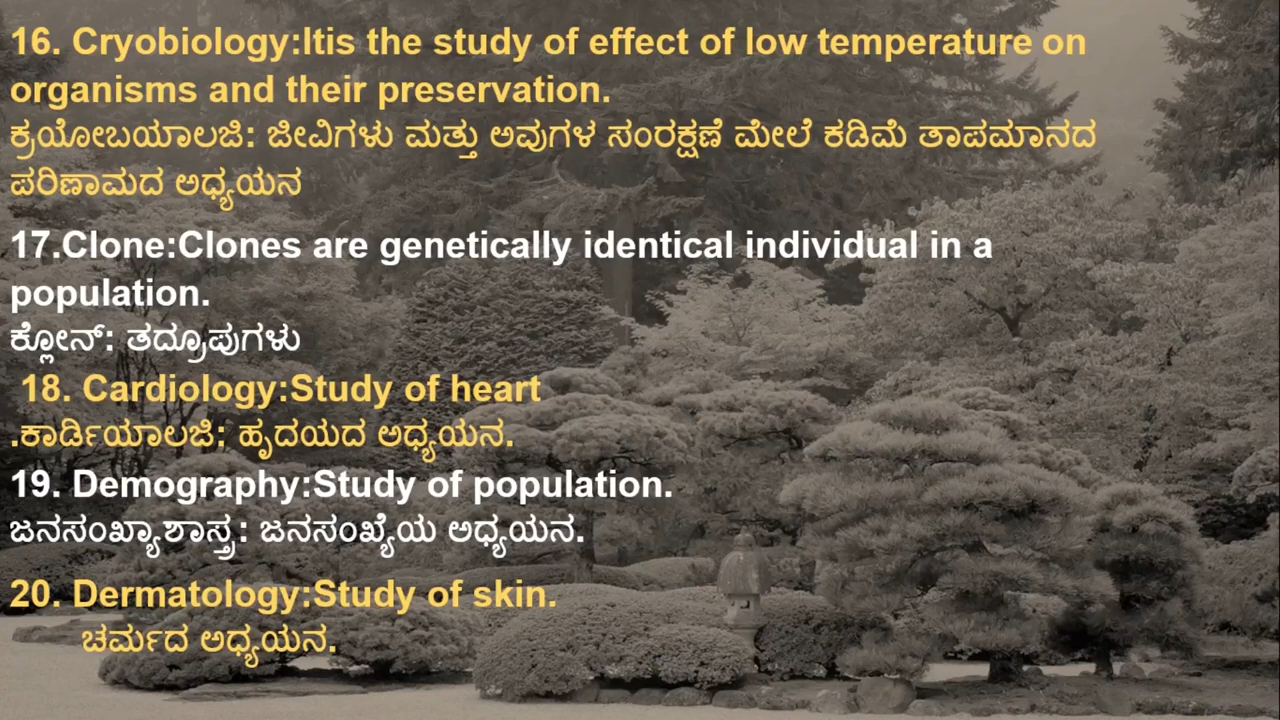 16. Cryobiology:Itis the study of effect of low temperature on
organisms and their preservation.
ಕ್ರಯೋಬಯಾಲಜಿ: ಜೀವಿಗಳು ಮತ್ತು ಅವುಗಳ ಸಂರಕ್ಷಣೆ ಮೇಲೆ ಕಡಿಮೆ ತಾಪಮಾನದ
ಪರಿಣಾಮದ ಅಧ್ಯಯನ
17.Clone:Clones are genetically identical individual in a
population.
ಕ್ಲೋನ್: ತದ್ರೂಪುಗಳು
18. Cardiology:Study of heart
.ಕಾರ್ಡಿಯಾಲಜಿ: ಹೃದಯದ ಅಧ್ಯಯನ.
19. Demography:Study of population.
ಜನಸಂಖ್ಯಾಶಾಸ್ತ್ರ: ಜನಸಂಖ್ಯೆಯ ಅಧ್ಯಯನ.
20. Dermatology:Study of skin.
ಚರ್ಮದ ಅಧ್ಯಯನ.